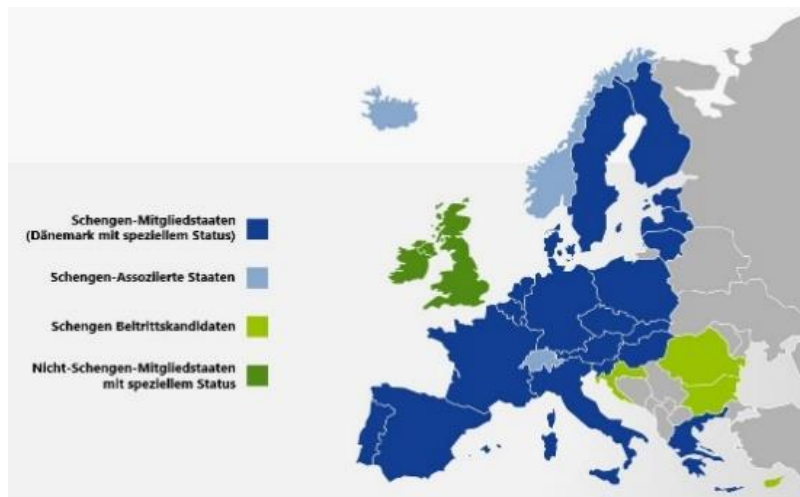 Schengen-Mitgliedstaaten
(Dänemark mit speziellem Status)
Schengen-Assoziierte Staaten
Schengen Beitrittskandidaten
Nicht-Schengen-Mitgliedstaaten
mit speziellem Status